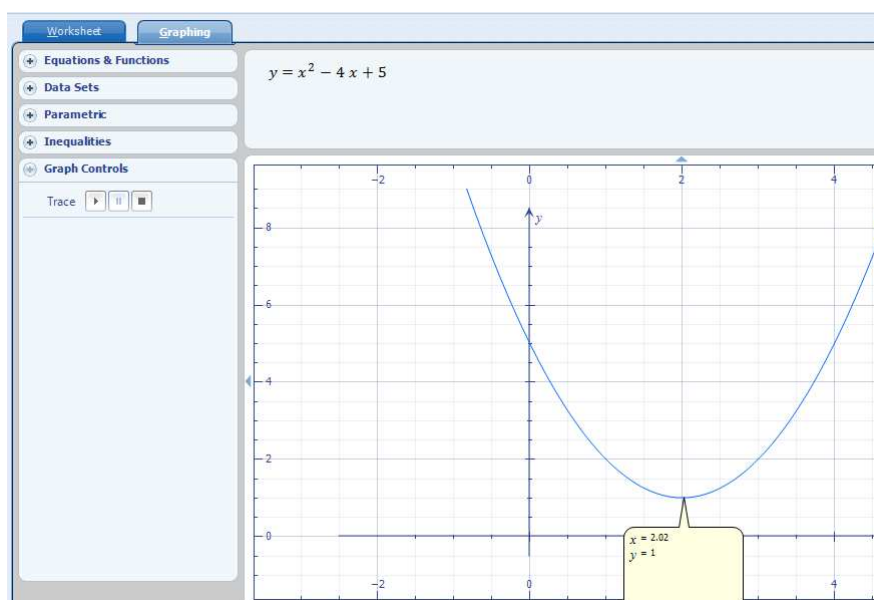 Worksheet
Graphing
Equations & Functions
Data Sets
Parametric
Inequalities
Graph Controls
Trace
y = x² − 4 x + 5
−2 0 2 4
y
8
6
4
2
0
x = 2.02
y = 1
−2 0 4